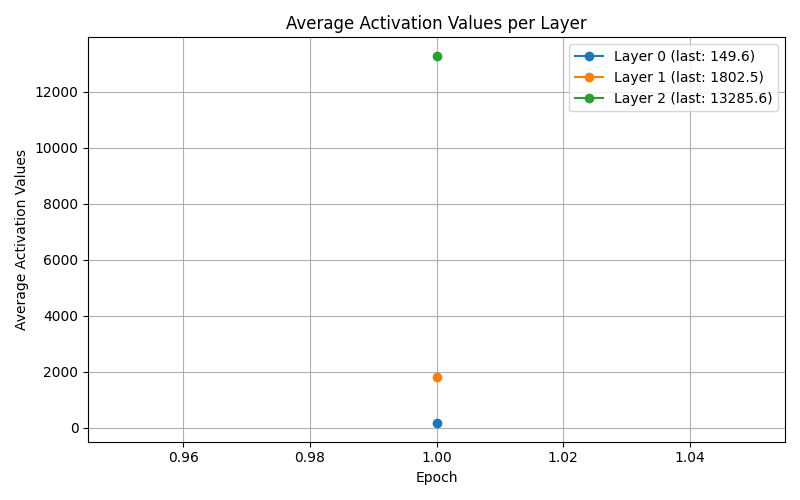 Average Activation Values per Layer
Layer 0 (last: 149.6)
Layer 1 (last: 1802.5)
Layer 2 (last: 13285.6)
Average Activation Values
12000
10000
8000
6000
4000
2000
0
0.96 0.98 1.00 1.02 1.04
Epoch